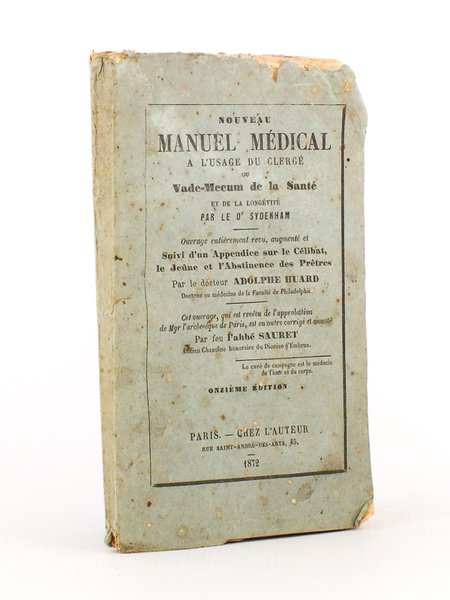 NOUVEAU
MANUEL MÉDICAL
A L'USAGE DU CLERGÉ
OU
Vade-Mecum de la Santé
ET DE LA LONGÉVITÉ
PAR LE Dr SYDENHAM
Ouvrage entièrement revu, augmenté et
Suivi d'un Appendice sur le Célibat,
le Jeûne et l'Abstinence des Prêtres
Par le docteur ADOLPHE HUARD
Docteur en médecine de la Faculté de Philadelphie
Cet ouvrage, qui est revêtu de l'approbation
de Mgr l'archevêque de Paris, est en outre corrigé et annoté
Par feu l'abbé SAURET
Ancien Chanoine honoraire du Diocèse d'Embrun.
Le curé de campagne est le médecin
de l'âme et du corps.
ONZIÈME ÉDITION
PARIS. — CHEZ L'AUTEUR
RUE SAINT-ANDRÉ-DES-ARTS, 45.
1872